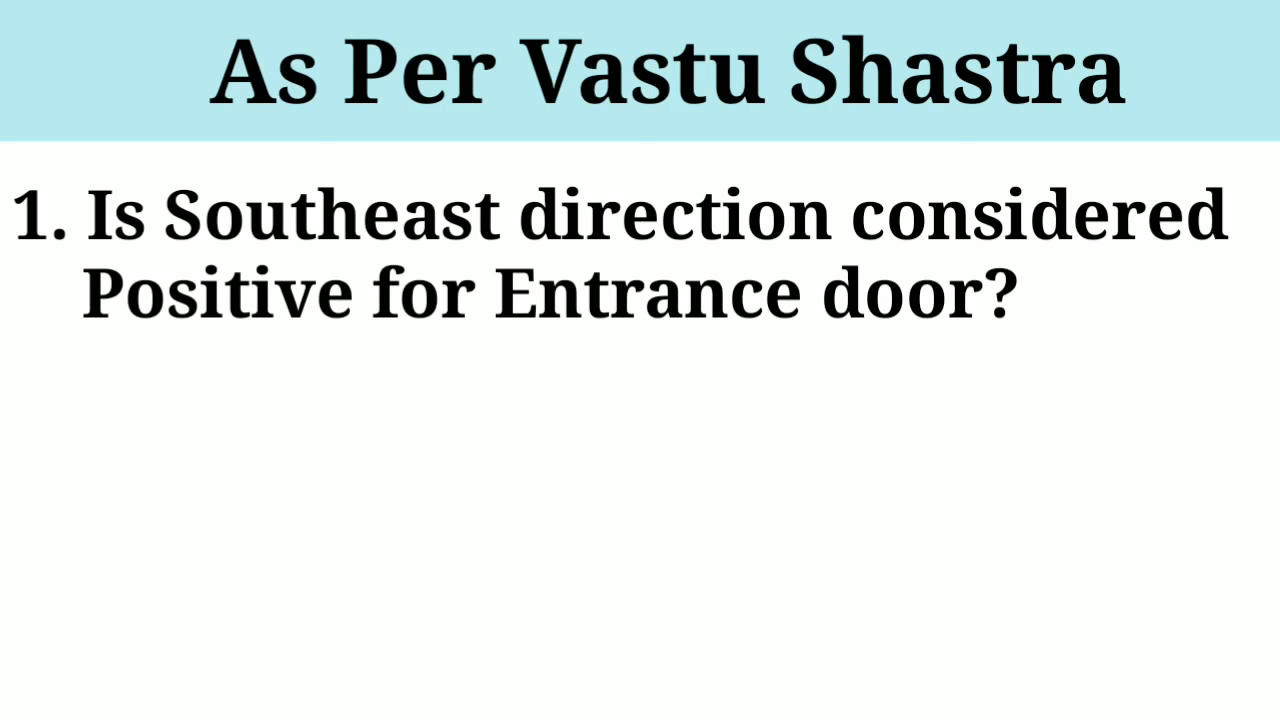 As Per Vastu Shastra
1. Is Southeast direction considered
Positive for Entrance door?